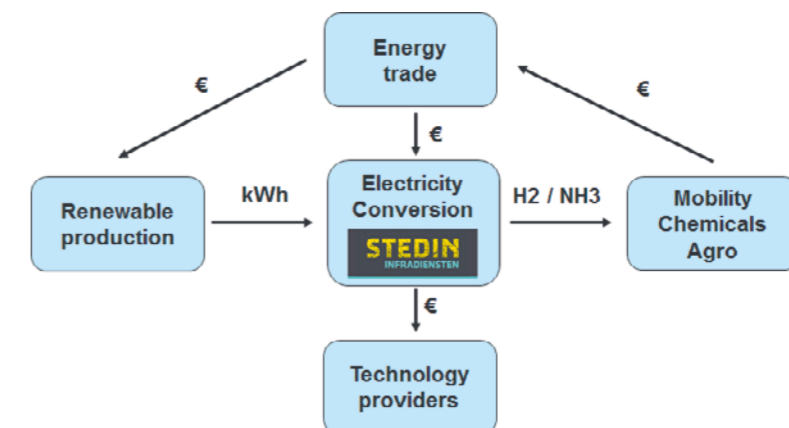 Energy
trade
€
€
€
Renewable
production
kWh
Electricity
Conversion
STEDIN
INFRADIENSTEN
H2 / NH3
Mobility
Chemicals
Agro
€
Technology
providers